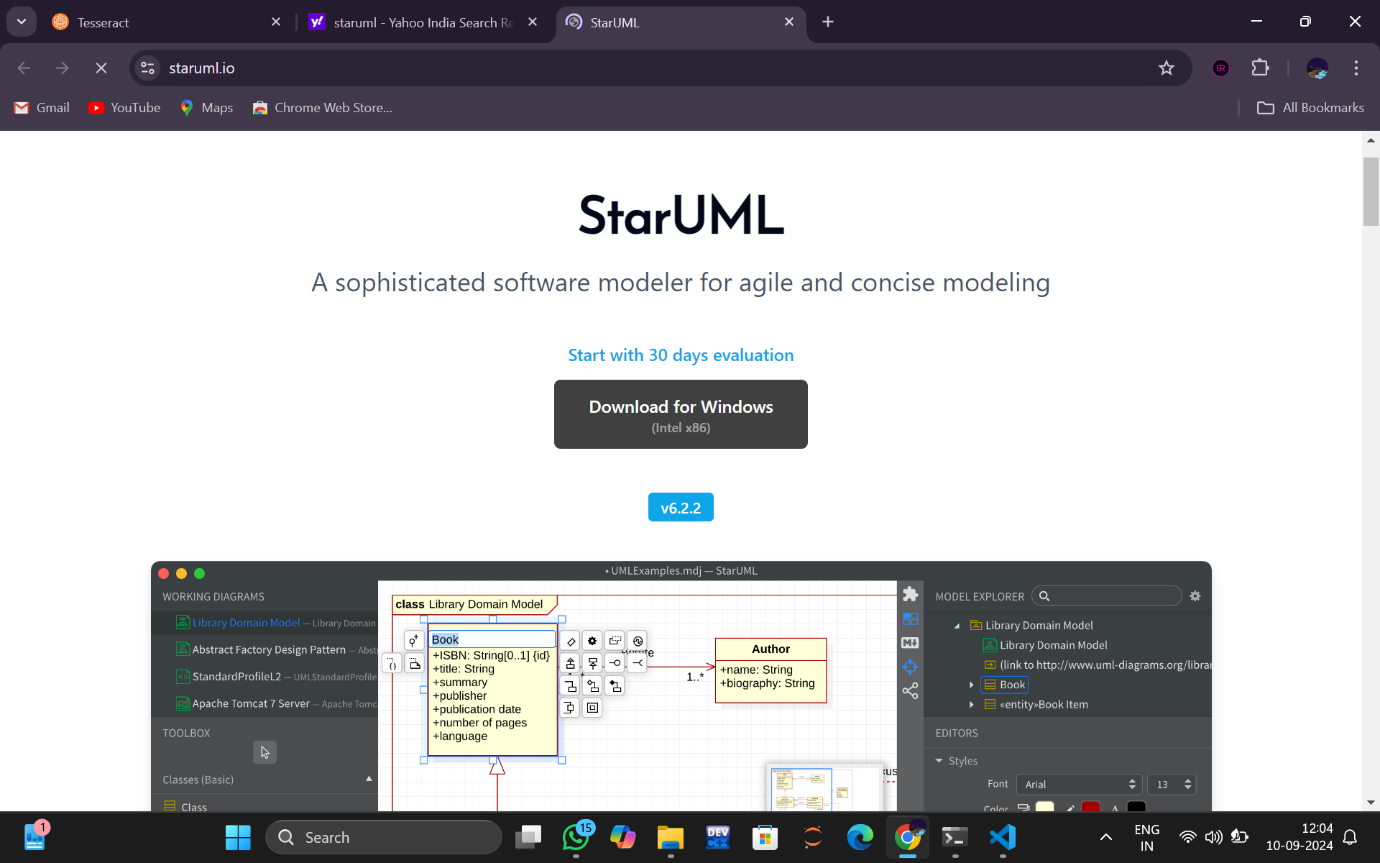 Tesseract
staruml - Yahoo India Search Re
StarUML
staruml.io
Gmail
YouTube
Maps
Chrome Web Store...
All Bookmarks
StarUML
A sophisticated software modeler for agile and concise modeling
Start with 30 days evaluation
Download for Windows
(Intel x86)
v6.2.2
• UMLExamples.mdj — StarUML
WORKING DIAGRAMS
Library Domain Model — Library Domain
Abstract Factory Design Pattern — Abst
StandardProfileL2 — UMLStandardProfile
Apache Tomcat 7 Server — Apache Tomc
TOOLBOX
Classes (Basic)
Class
class Library Domain Model
Book
+ISBN: String[0..1] {id}
+title: String
+summary
+publisher
+publication date
+number of pages
+language
1..*
Author
+name: String
+biography: String
MODEL EXPLORER
Library Domain Model
Library Domain Model
(link to http://www.uml-diagrams.org/librar
Book
«entity»Book Item
EDITORS
Styles
Font
Arial
13
Color
1
Search
15
DEV
ENG
IN
12:04
10-09-2024